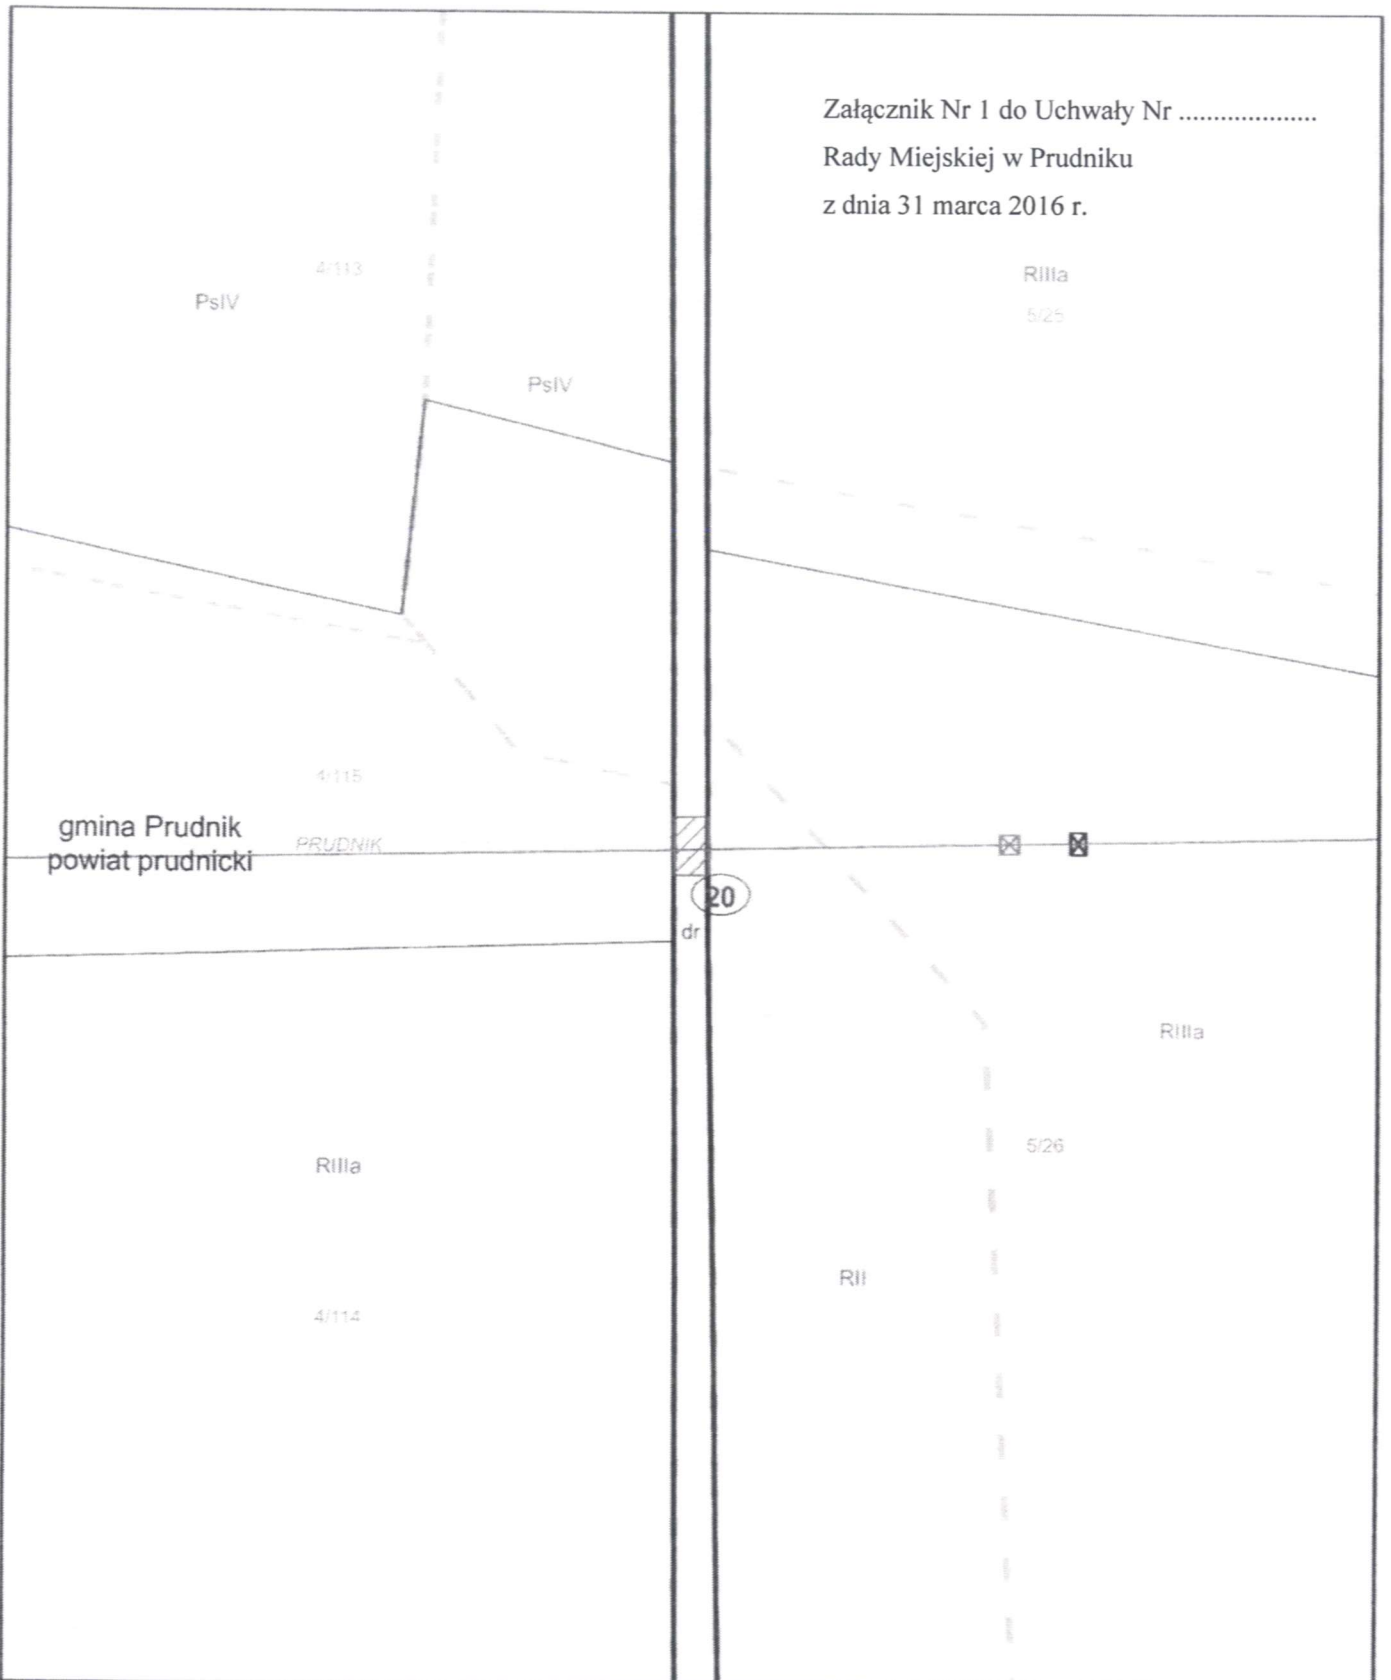 Załącznik Nr 1 do Uchwały Nr ....................
Rady Miejskiej w Prudniku
z dnia 31 marca 2016 r.
4/113
PsIV
RIIIa
5/25
PsIV
4/115
gmina Prudnik
powiat prudnicki
PRUDNIK
20
dr
RIIIa
5/26
RIIIa
RII
4/114